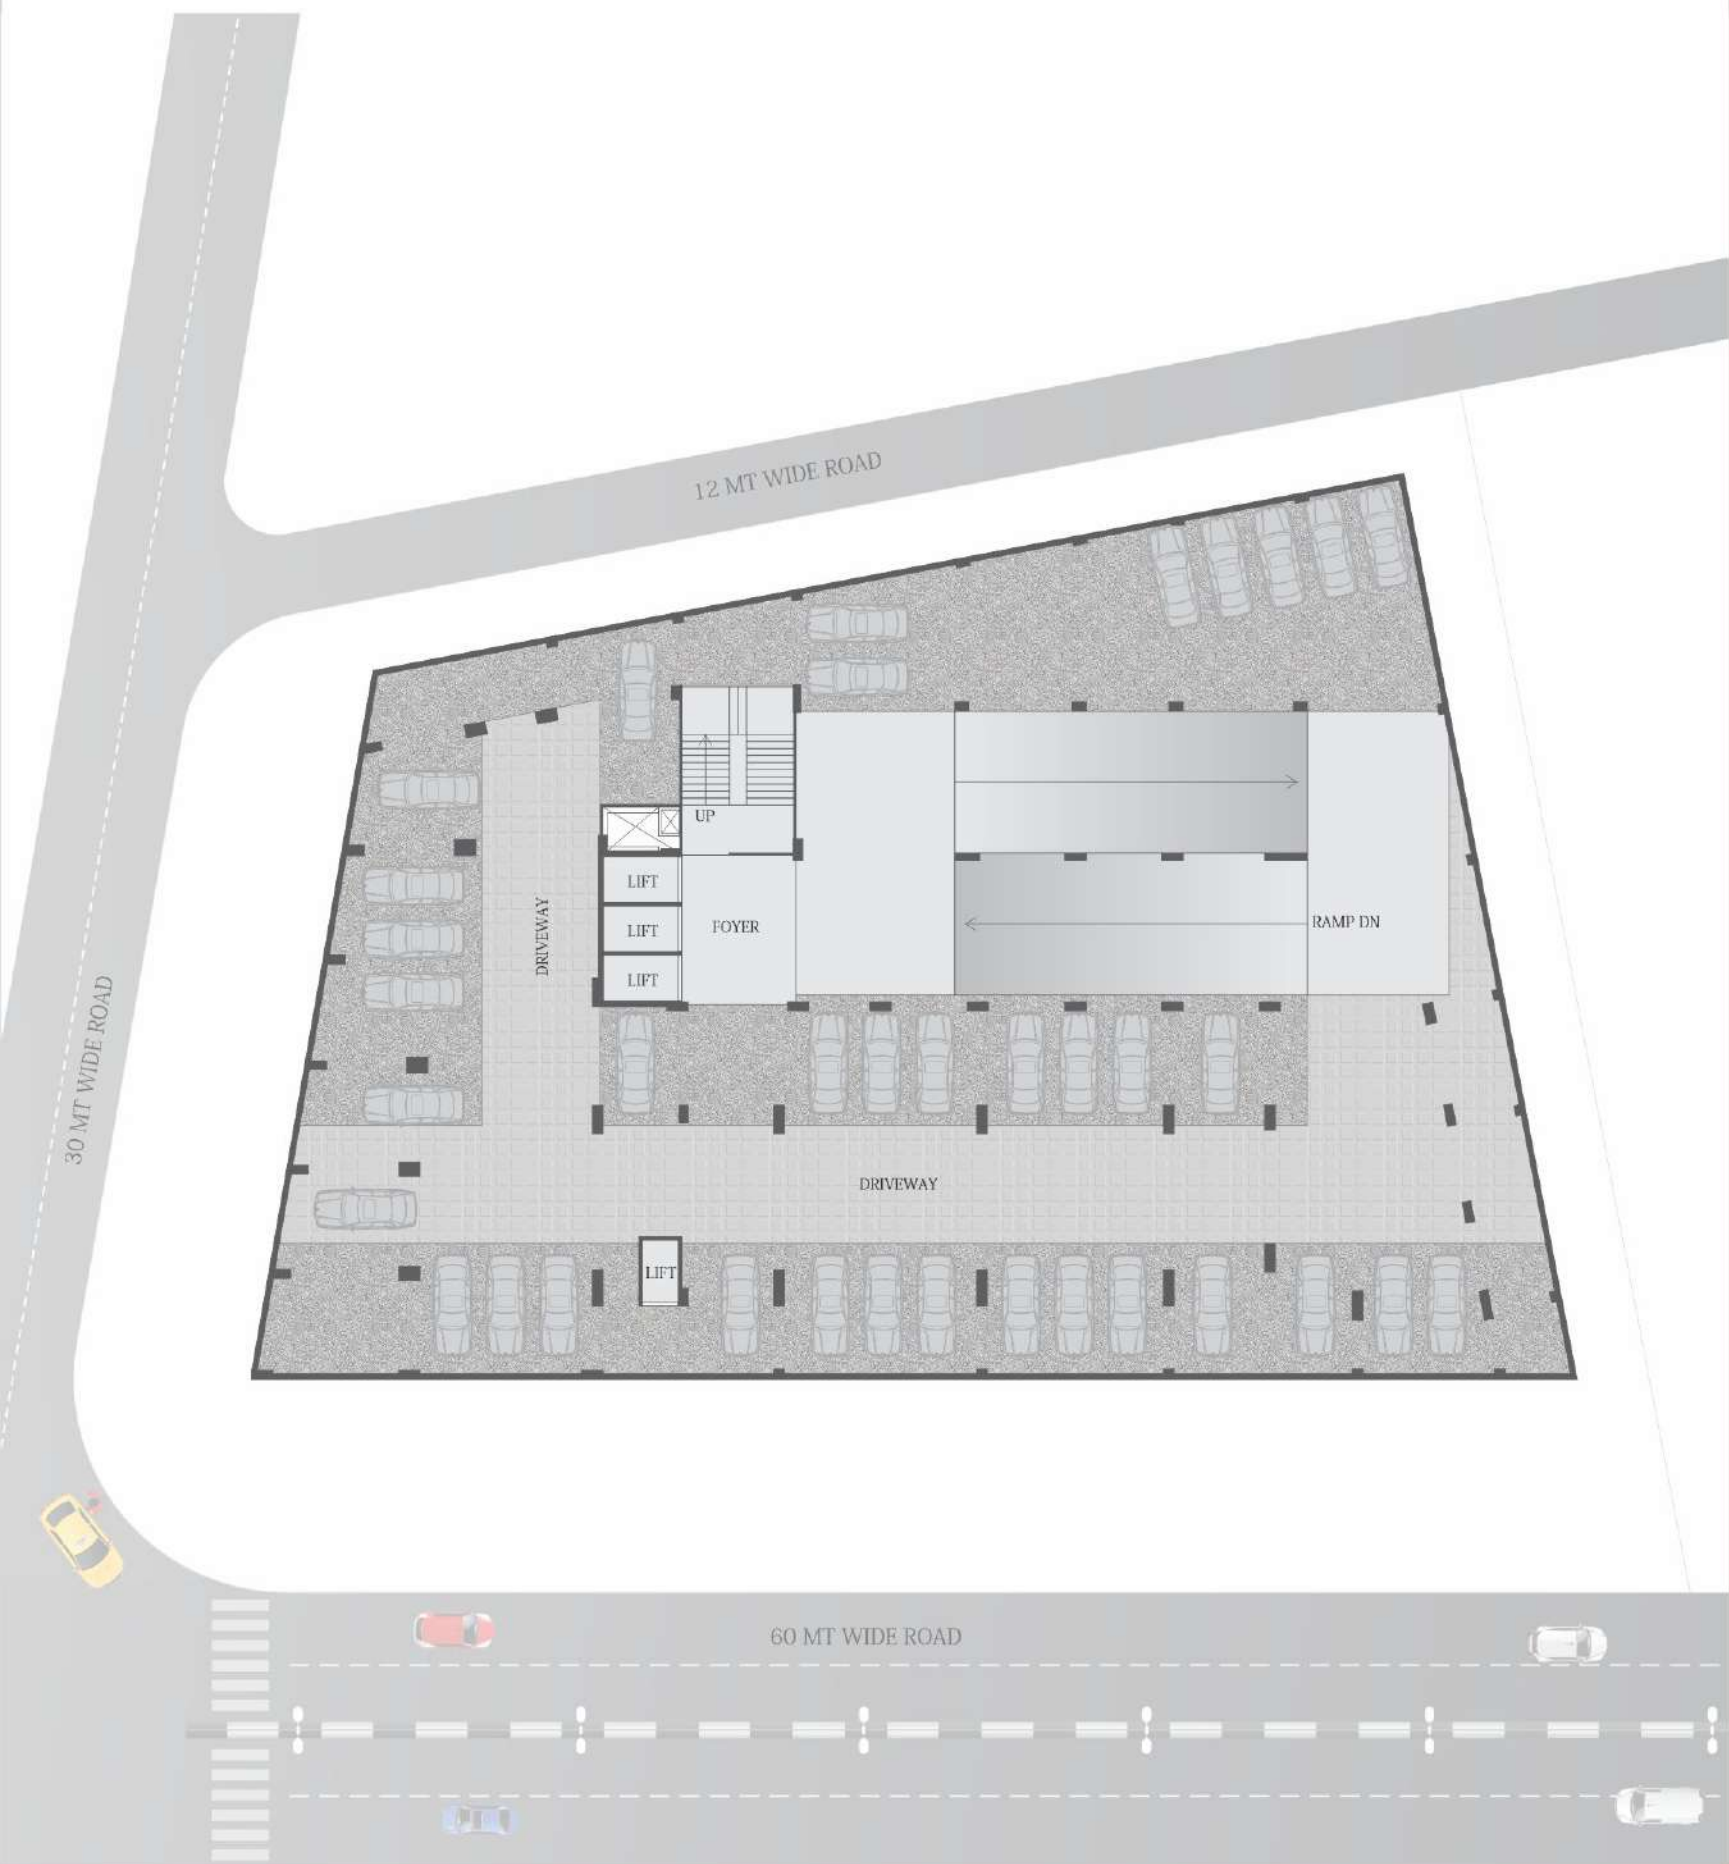 12 MT WIDE ROAD
UP
LIFT
DRIVEWAY
LIFT
FOYER
RAMP DN
LIFT
30 MT WIDE ROAD
DRIVEWAY
LIFT
60 MT WIDE ROAD